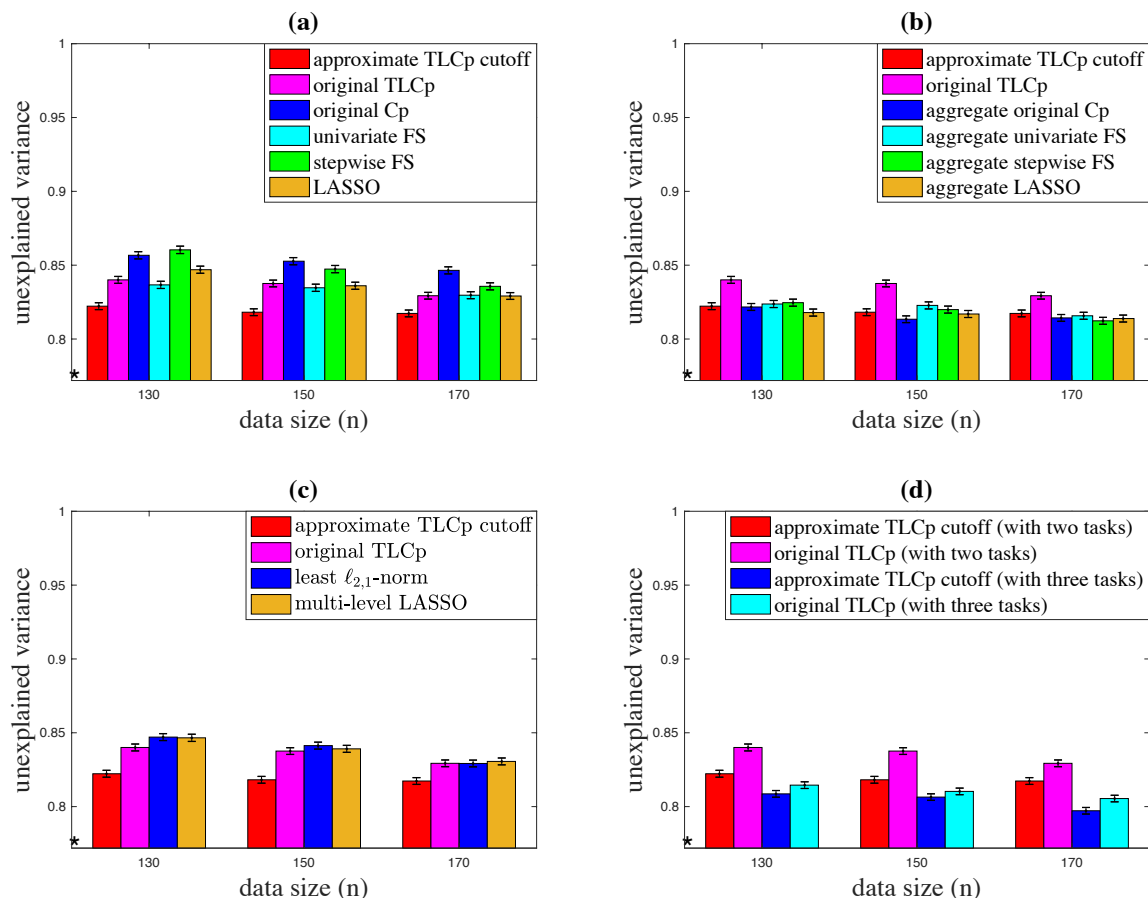 (a)
unexplained variance
1
0.95
0.9
0.85
0.8
*
approximate TLCp cutoff
original TLCp
original Cp
univariate FS
stepwise FS
LASSO
130
150
170
data size (n)
(b)
unexplained variance
1
0.95
0.9
0.85
0.8
*
approximate TLCp cutoff
original TLCp
aggregate original Cp
aggregate univariate FS
aggregate stepwise FS
aggregate LASSO
130
150
170
data size (n)
(c)
unexplained variance
1
0.95
0.9
0.85
0.8
*
approximate TLCp cutoff
original TLCp
least ℓ2,1-norm
multi-level LASSO
130
150
170
data size (n)
(d)
unexplained variance
1
0.95
0.9
0.85
0.8
*
approximate TLCp cutoff (with two tasks)
original TLCp (with two tasks)
approximate TLCp cutoff (with three tasks)
original TLCp (with three tasks)
130
150
170
data size (n)